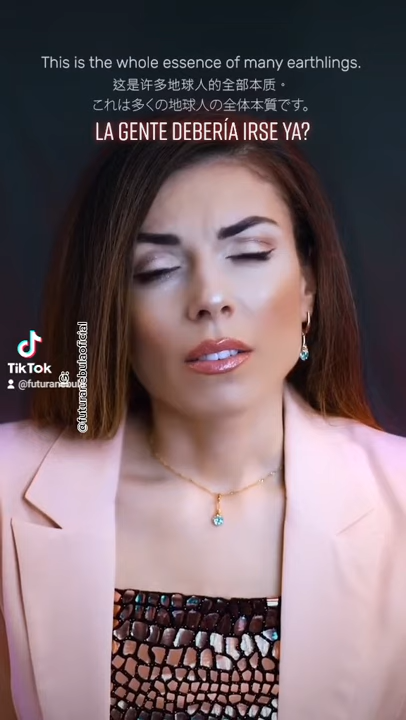 This is the whole essence of many earthlings.
这是许多地球人的全部本质。
これは多くの地球人の全体本質です。
LA GENTE DEBERÍA IRSE YA?
TikTok
@futuranebula
@futuranebulaoficial